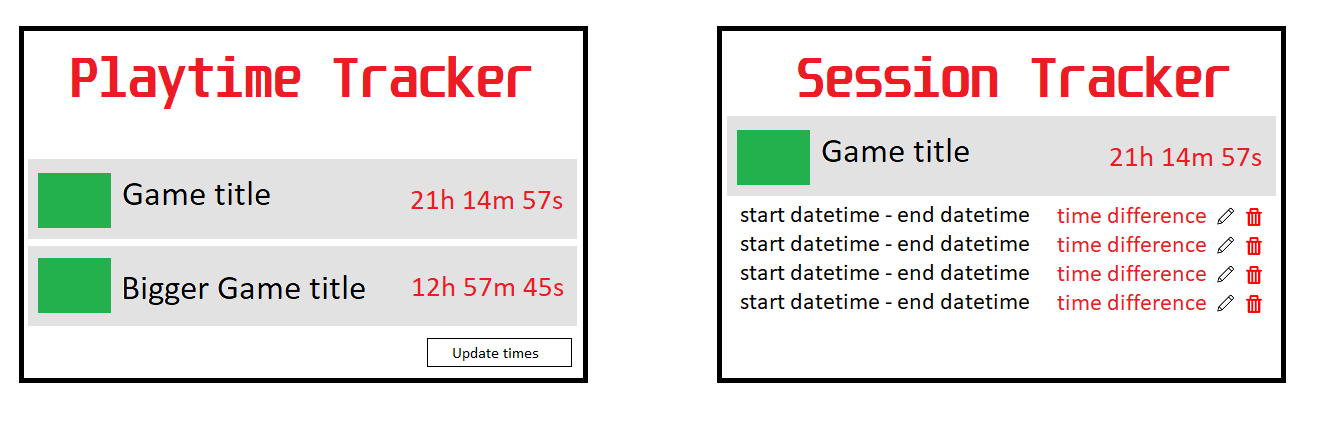 Playtime Tracker
Game title 21h 14m 57s
Bigger Game title 12h 57m 45s
Update times
Session Tracker
Game title 21h 14m 57s
start datetime - end datetime time difference
start datetime - end datetime time difference
start datetime - end datetime time difference
start datetime - end datetime time difference